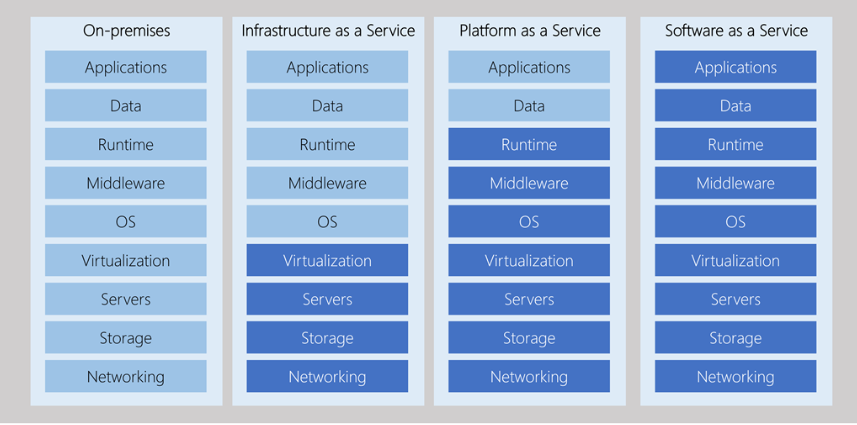 On-premises
Applications
Data
Runtime
Middleware
OS
Virtualization
Servers
Storage
Networking
Infrastructure as a Service
Applications
Data
Runtime
Middleware
OS
Virtualization
Servers
Storage
Networking
Platform as a Service
Applications
Data
Runtime
Middleware
OS
Virtualization
Servers
Storage
Networking
Software as a Service
Applications
Data
Runtime
Middleware
OS
Virtualization
Servers
Storage
Networking